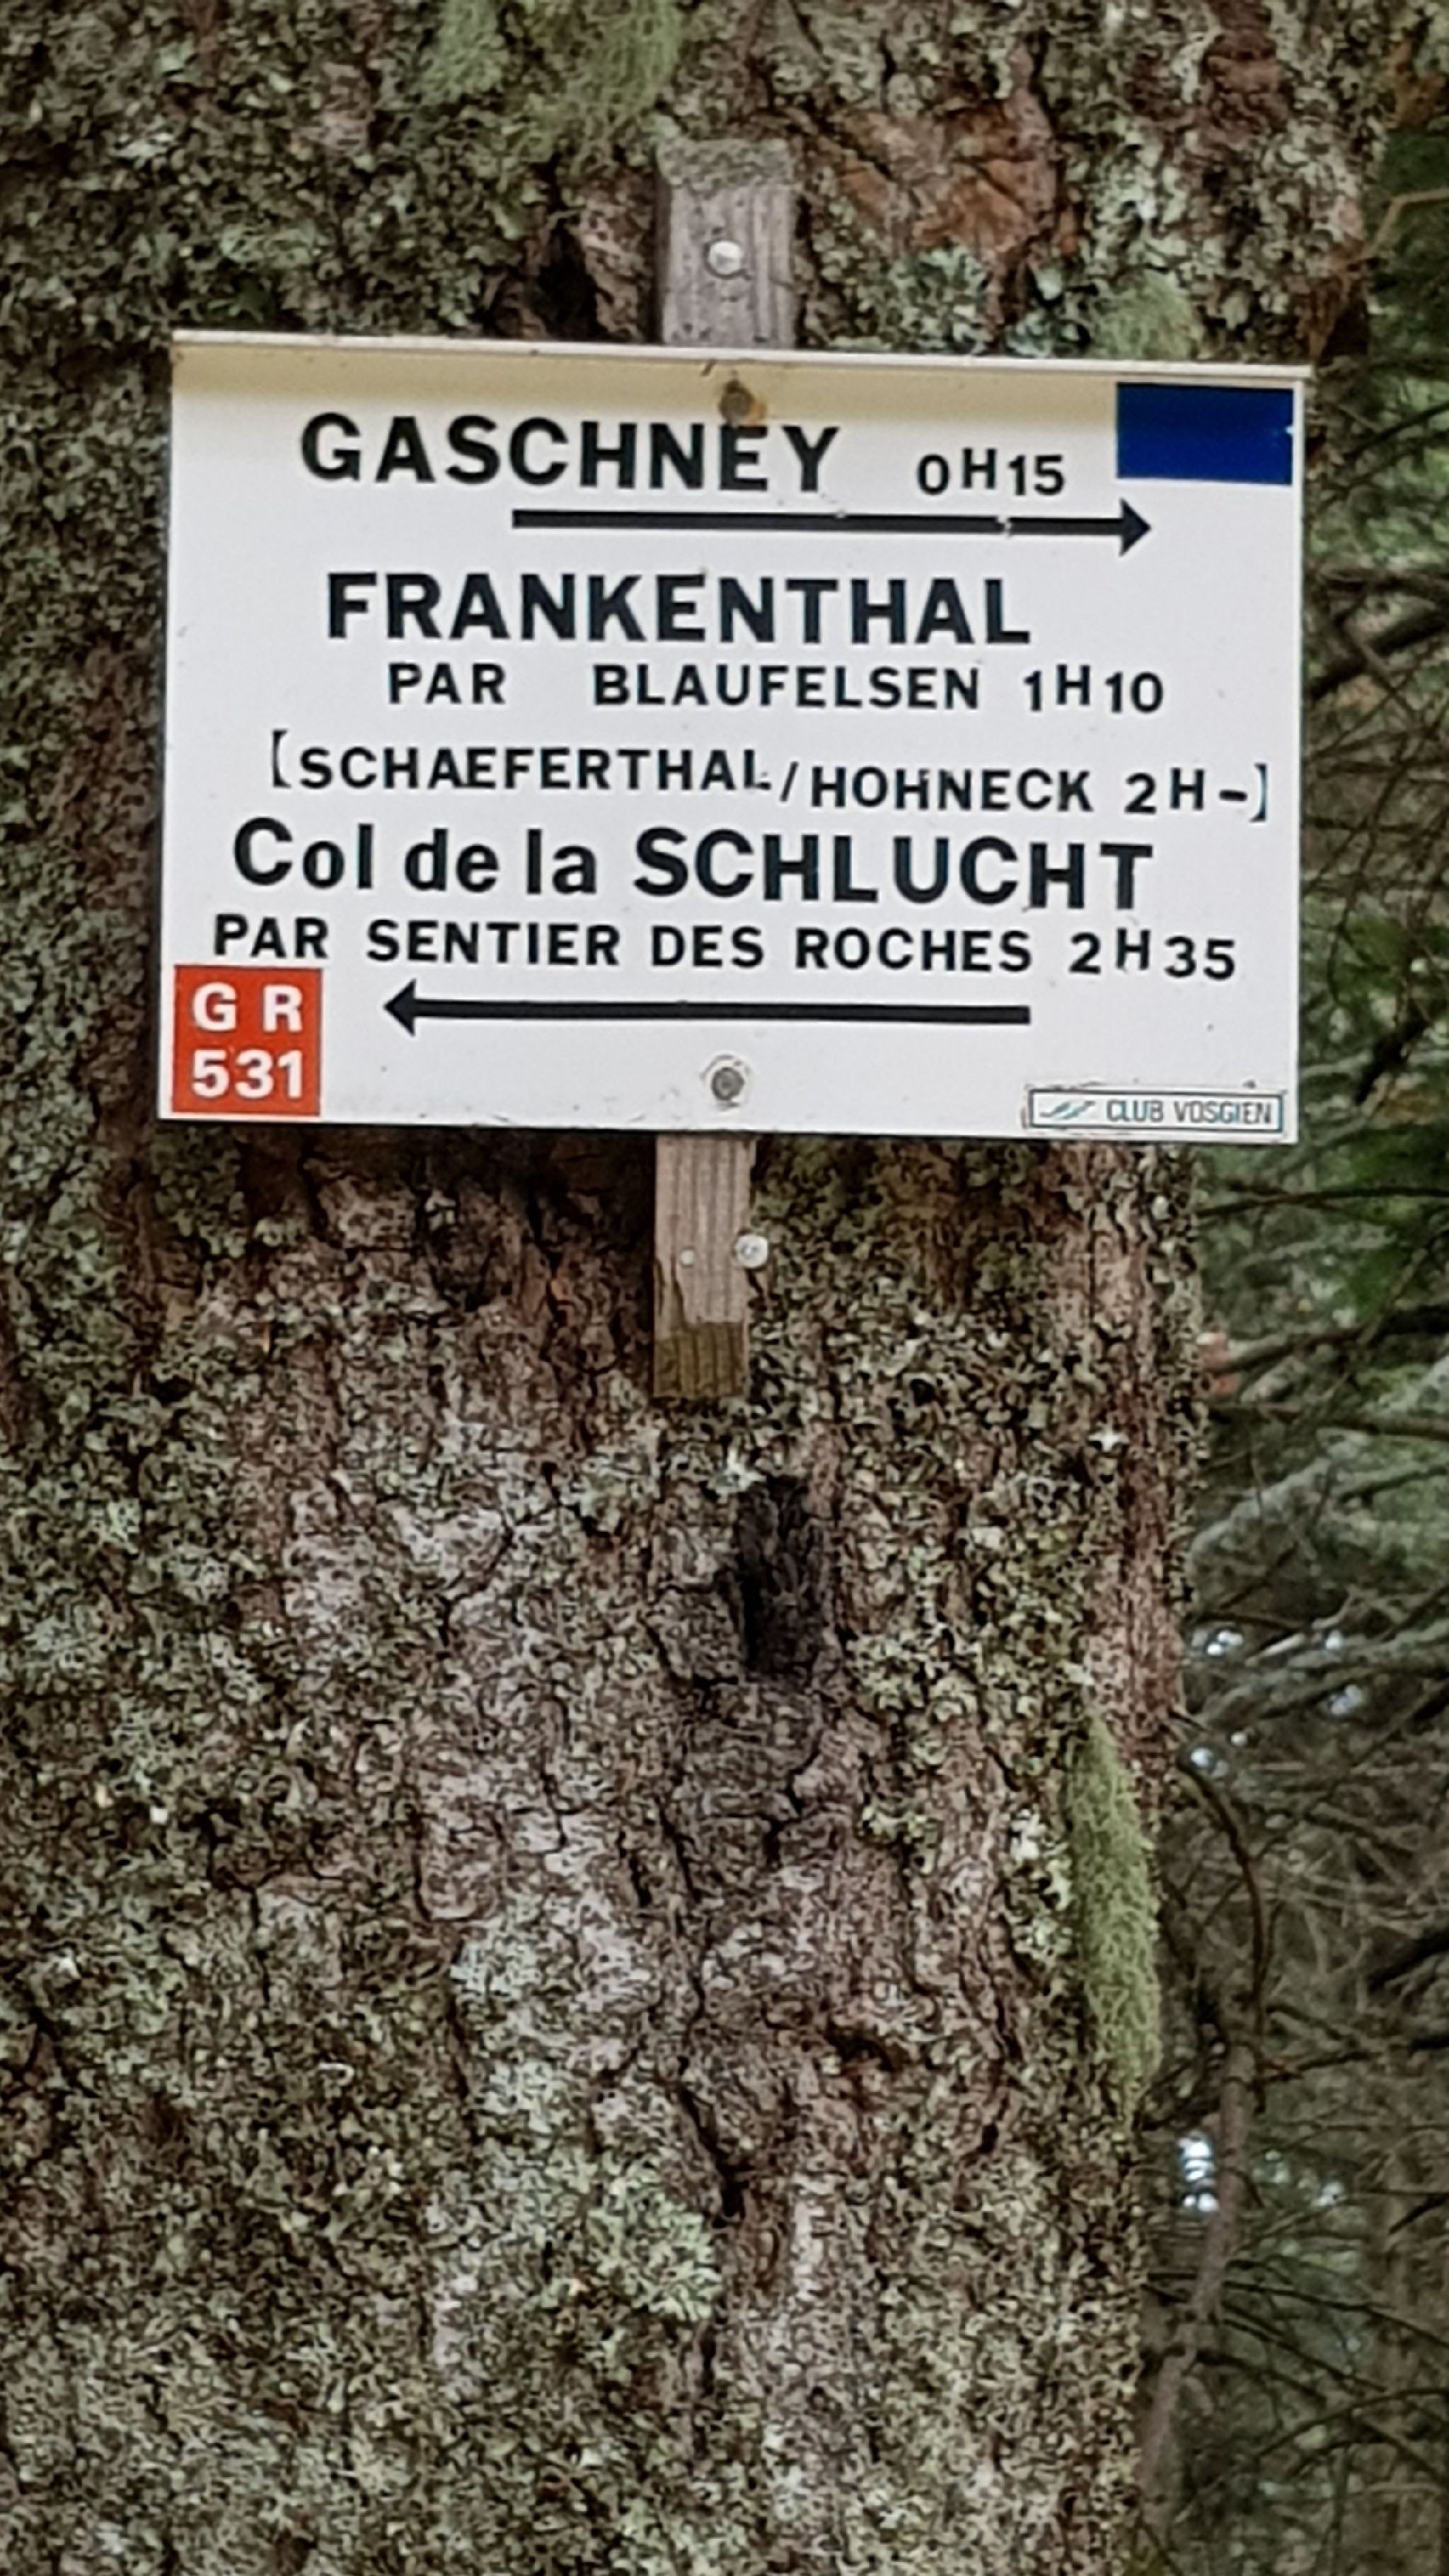 GASCHNEY 0H15
FRANKENTHAL
PAR BLAUFELSEN 1H10
[SCHAEFERTHAL/HOHNECK 2H-]
Col de la SCHLUCHT
PAR SENTIER DES ROCHES 2H35
GR
531
CLUB VOSGIEN